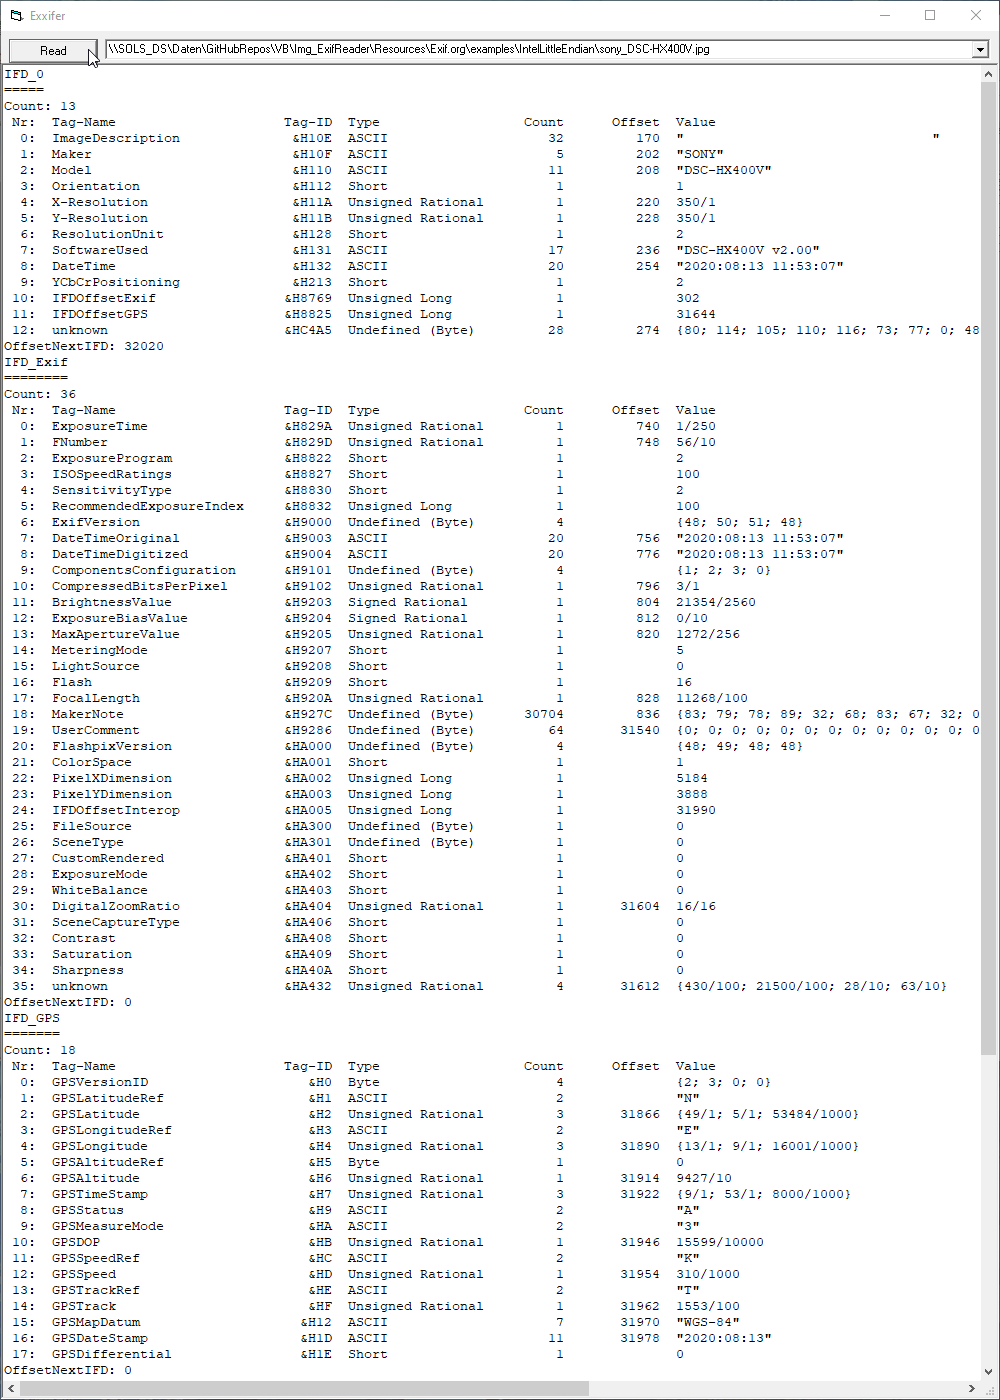 Exxifer
Read \\SOLS_DS\Daten\GitHubRepos\VB\Img_ExifReader\Resources\Exif.org\examples\IntelLittleEndian\sony_DSC-HX400V.jpg
IFD_0
=====
Count: 13
Nr: Tag-Name Tag-ID Type Count Offset Value
0: ImageDescription &H10E ASCII 32 170 "                               "
1: Maker &H10F ASCII 5 202 "SONY"
2: Model &H110 ASCII 11 208 "DSC-HX400V"
3: Orientation &H112 Short 1 1
4: X-Resolution &H11A Unsigned Rational 1 220 350/1
5: Y-Resolution &H11B Unsigned Rational 1 228 350/1
6: ResolutionUnit &H128 Short 1 2
7: SoftwareUsed &H131 ASCII 17 236 "DSC-HX400V v2.00"
8: DateTime &H132 ASCII 20 254 "2020:08:13 11:53:07"
9: YCbCrPositioning &H213 Short 1 2
10: IFDOffsetExif &H8769 Unsigned Long 1 302
11: IFDOffsetGPS &H8825 Unsigned Long 1 31644
12: unknown &HC4A5 Undefined (Byte) 28 274 {80; 114; 105; 110; 116; 73; 77; 0; 48
OffsetNextIFD: 32020
IFD_Exif
========
Count: 36
Nr: Tag-Name Tag-ID Type Count Offset Value
0: ExposureTime &H829A Unsigned Rational 1 740 1/250
1: FNumber &H829D Unsigned Rational 1 748 56/10
2: ExposureProgram &H8822 Short 1 2
3: ISOSpeedRatings &H8827 Short 1 100
4: SensitivityType &H8830 Short 1 2
5: RecommendedExposureIndex &H8832 Unsigned Long 1 100
6: ExifVersion &H9000 Undefined (Byte) 4 {48; 50; 51; 48}
7: DateTimeOriginal &H9003 ASCII 20 756 "2020:08:13 11:53:07"
8: DateTimeDigitized &H9004 ASCII 20 776 "2020:08:13 11:53:07"
9: ComponentsConfiguration &H9101 Undefined (Byte) 4 {1; 2; 3; 0}
10: CompressedBitsPerPixel &H9102 Unsigned Rational 1 796 3/1
11: BrightnessValue &H9203 Signed Rational 1 804 21354/2560
12: ExposureBiasValue &H9204 Signed Rational 1 812 0/10
13: MaxApertureValue &H9205 Unsigned Rational 1 820 1272/256
14: MeteringMode &H9207 Short 1 5
15: LightSource &H9208 Short 1 0
16: Flash &H9209 Short 1 16
17: FocalLength &H920A Unsigned Rational 1 828 11268/100
18: MakerNote &H927C Undefined (Byte) 30704 836 {83; 79; 78; 89; 32; 68; 83; 67; 32; 0
19: UserComment &H9286 Undefined (Byte) 64 31540 {0; 0; 0; 0; 0; 0; 0; 0; 0; 0; 0; 0; 0
20: FlashpixVersion &HA000 Undefined (Byte) 4 {48; 49; 48; 48}
21: ColorSpace &HA001 Short 1 1
22: PixelXDimension &HA002 Unsigned Long 1 5184
23: PixelYDimension &HA003 Unsigned Long 1 3888
24: IFDOffsetInterop &HA005 Unsigned Long 1 31990
25: FileSource &HA300 Undefined (Byte) 1 0
26: SceneType &HA301 Undefined (Byte) 1 0
27: CustomRendered &HA401 Short 1 0
28: ExposureMode &HA402 Short 1 0
29: WhiteBalance &HA403 Short 1 0
30: DigitalZoomRatio &HA404 Unsigned Rational 1 31604 16/16
31: SceneCaptureType &HA406 Short 1 0
32: Contrast &HA408 Short 1 0
33: Saturation &HA409 Short 1 0
34: Sharpness &HA40A Short 1 0
35: unknown &HA432 Unsigned Rational 4 31612 {430/100; 21500/100; 28/10; 63/10}
OffsetNextIFD: 0
IFD_GPS
=======
Count: 18
Nr: Tag-Name Tag-ID Type Count Offset Value
0: GPSVersionID &H0 Byte 4 {2; 3; 0; 0}
1: GPSLatitudeRef &H1 ASCII 2 "N"
2: GPSLatitude &H2 Unsigned Rational 3 31866 {49/1; 5/1; 53484/1000}
3: GPSLongitudeRef &H3 ASCII 2 "E"
4: GPSLongitude &H4 Unsigned Rational 3 31890 {13/1; 9/1; 16001/1000}
5: GPSAltitudeRef &H5 Byte 1 0
6: GPSAltitude &H6 Unsigned Rational 1 31914 9427/10
7: GPSTimeStamp &H7 Unsigned Rational 3 31922 {9/1; 53/1; 8000/1000}
8: GPSStatus &H9 ASCII 2 "A"
9: GPSMeasureMode &HA ASCII 2 "3"
10: GPSDOP &HB Unsigned Rational 1 31946 15599/10000
11: GPSSpeedRef &HC ASCII 2 "K"
12: GPSSpeed &HD Unsigned Rational 1 31954 310/1000
13: GPSTrackRef &HE ASCII 2 "T"
14: GPSTrack &HF Unsigned Rational 1 31962 1553/100
15: GPSMapDatum &H12 ASCII 7 31970 "WGS-84"
16: GPSDateStamp &H1D ASCII 11 31978 "2020:08:13"
17: GPSDifferential &H1E Short 1 0
OffsetNextIFD: 0